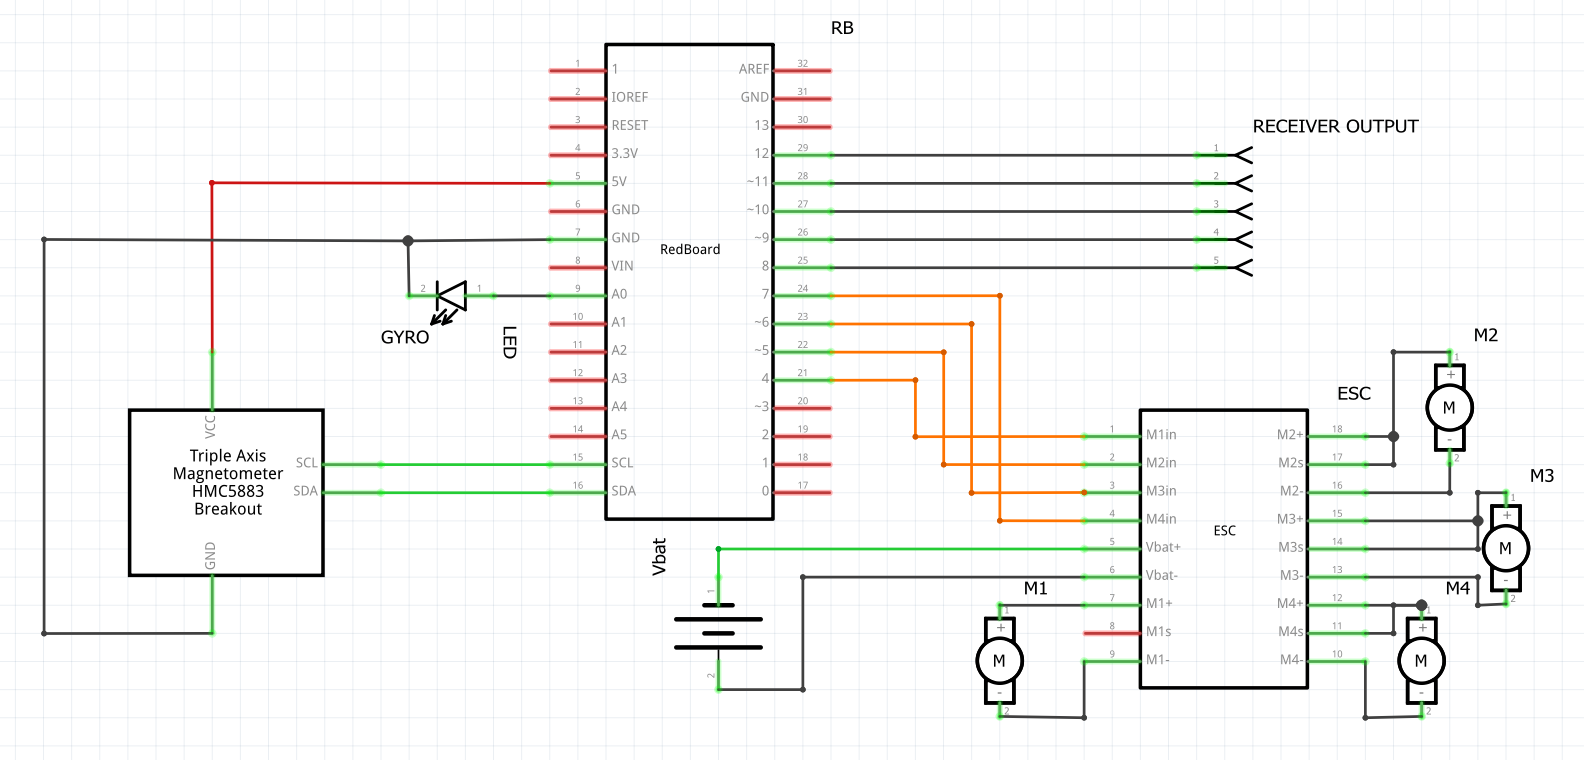 RB
1 1
2 IOREF
3 RESET
4 3.3V
5 5V
6 GND
7 GND
8 VIN
9 A0
10 A1
11 A2
12 A3
13 A4
14 A5
15 SCL
16 SDA
RedBoard
AREF 32
GND 31
13 30
12 29
~11 28
~10 27
~9 26
8 25
7 24
~6 23
~5 22
4 21
~3 20
2 19
1 18
0 17
RECEIVER OUTPUT
1
2
3
4
5
2 1
GYRO
LED
VCC
Triple Axis
Magnetometer
HMC5883
Breakout
SCL
SDA
GND
Vbat
1
2
ESC
1 M1in
2 M2in
3 M3in
4 M4in
5 Vbat+
6 Vbat-
7 M1+
8 M1s
9 M1-
ESC
M2+ 18
M2s 17
M2- 16
M3+ 15
M3s 14
M3- 13
M4+ 12
M4s 11
M4- 10
M1
1
+
M
-
2
M2
1
+
M
-
2
M3
1
+
M
-
2
M4
1
+
M
-
2